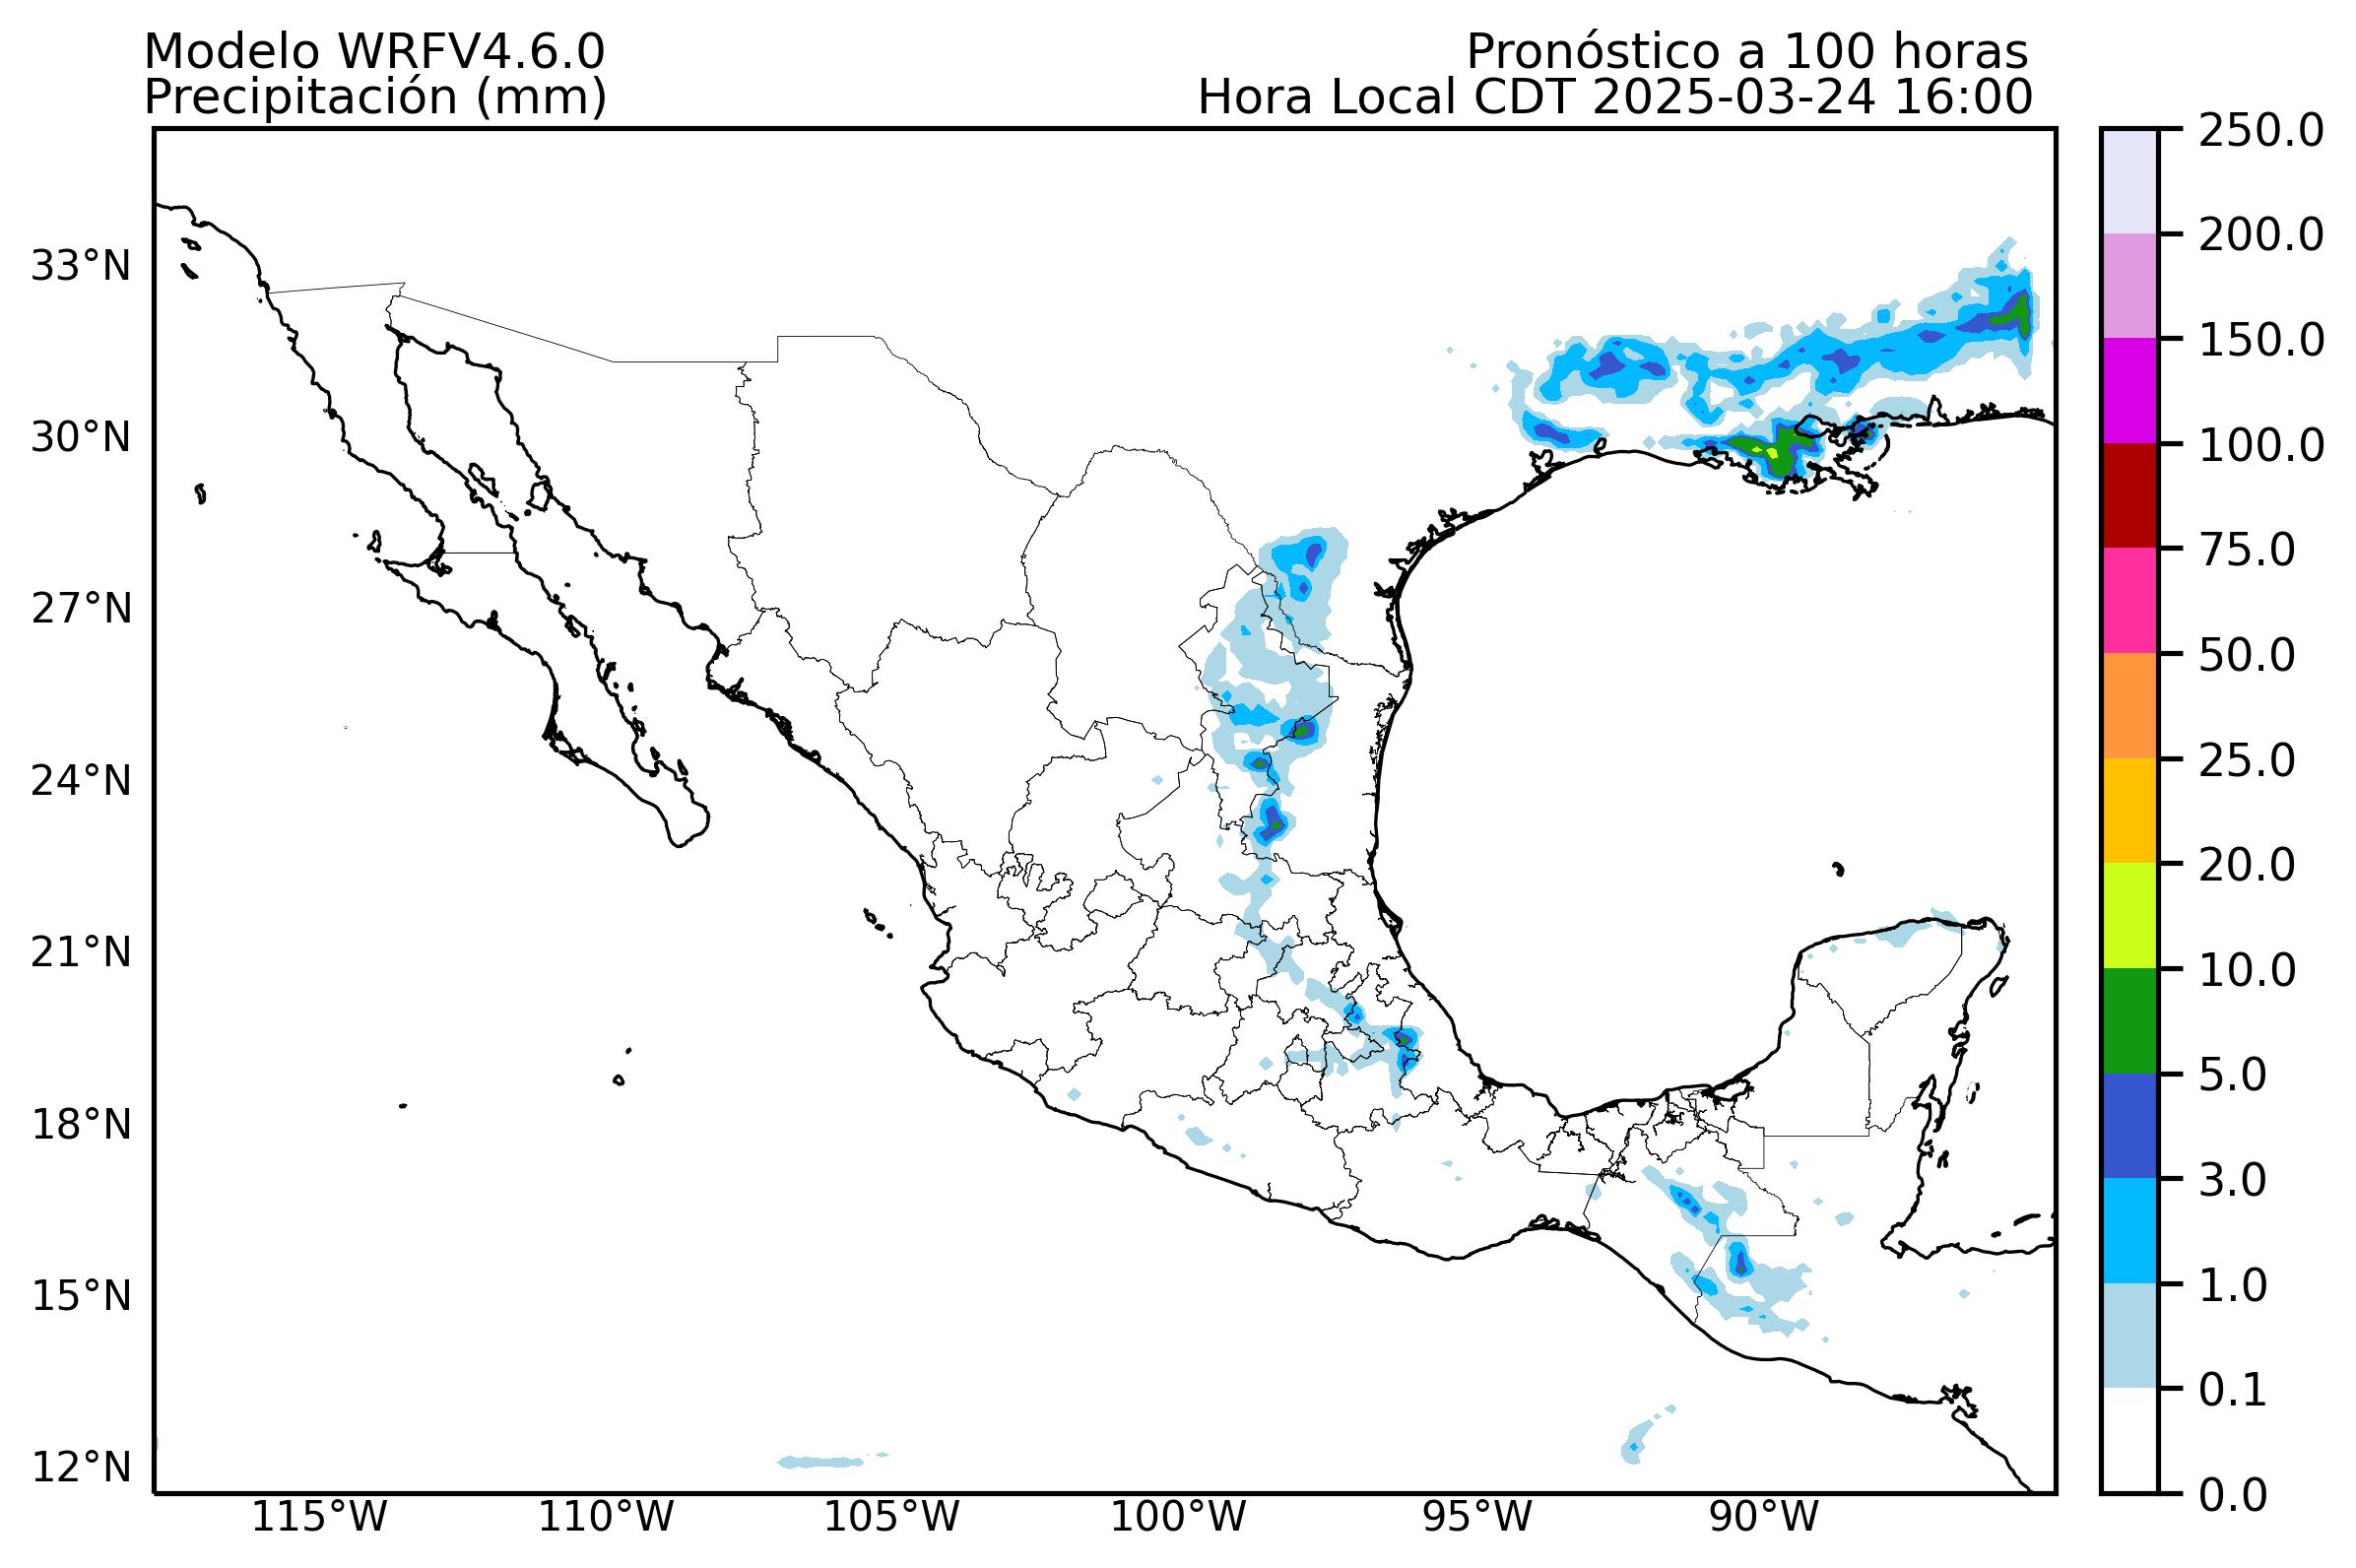 Modelo WRFV4.6.0
Pronóstico a 100 horas
Precipitación (mm)
Hora Local CDT 2025-03-24 16:00
250.0
200.0
150.0
100.0
75.0
50.0
25.0
20.0
10.0
5.0
3.0
1.0
0.1
0.0
33°N
30°N
27°N
24°N
21°N
18°N
15°N
12°N
115°W
110°W
105°W
100°W
95°W
90°W